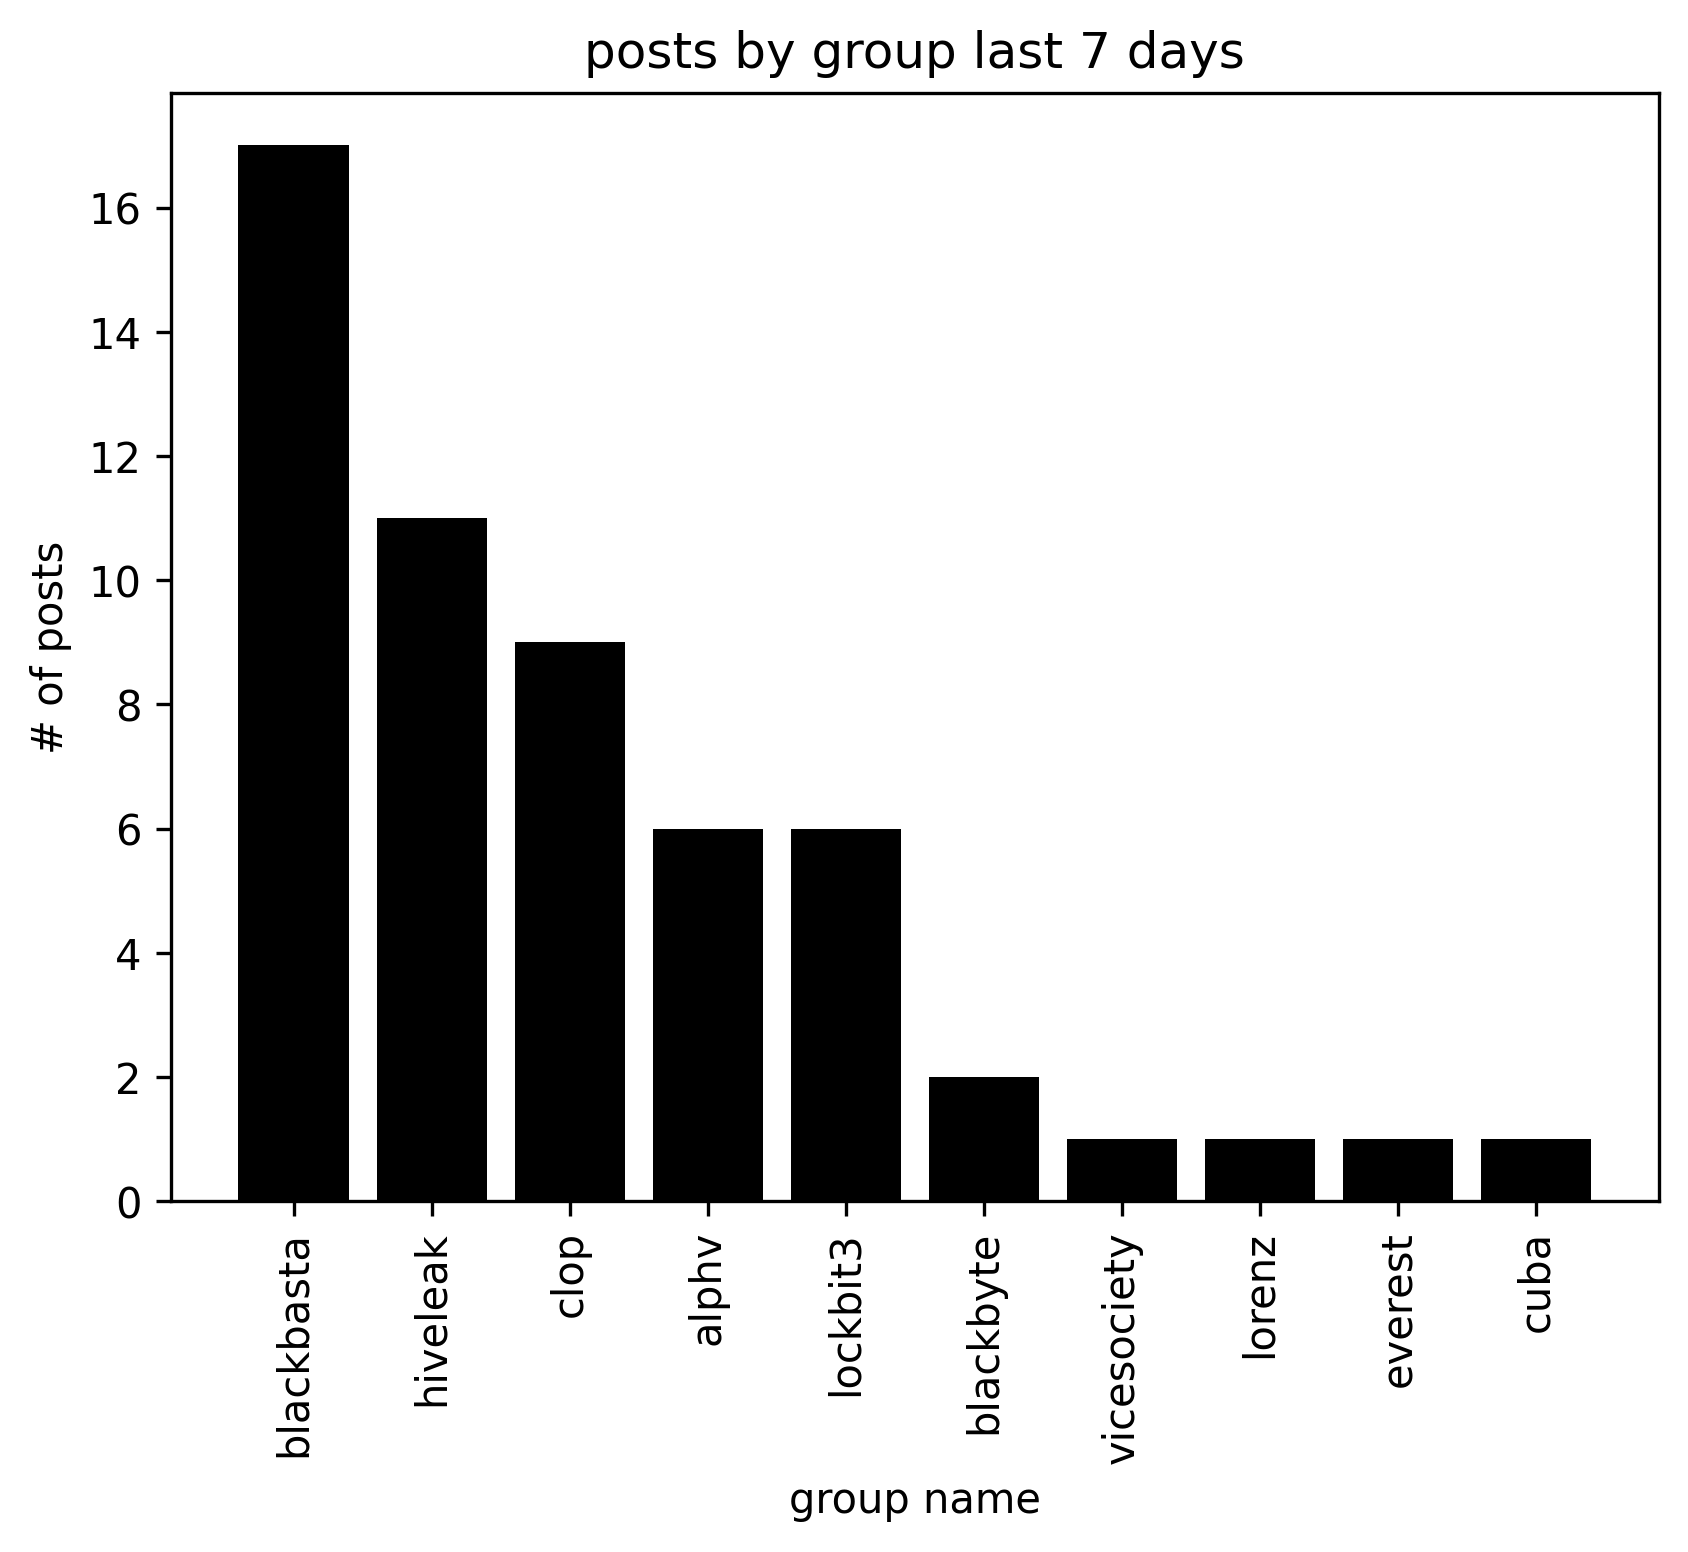 posts by group last 7 days
# of posts
16
14
12
10
8
6
4
2
0
blackbasta
hiveleak
clop
alphv
lockbit3
blackbyte
vicesociety
lorenz
everest
cuba
group name